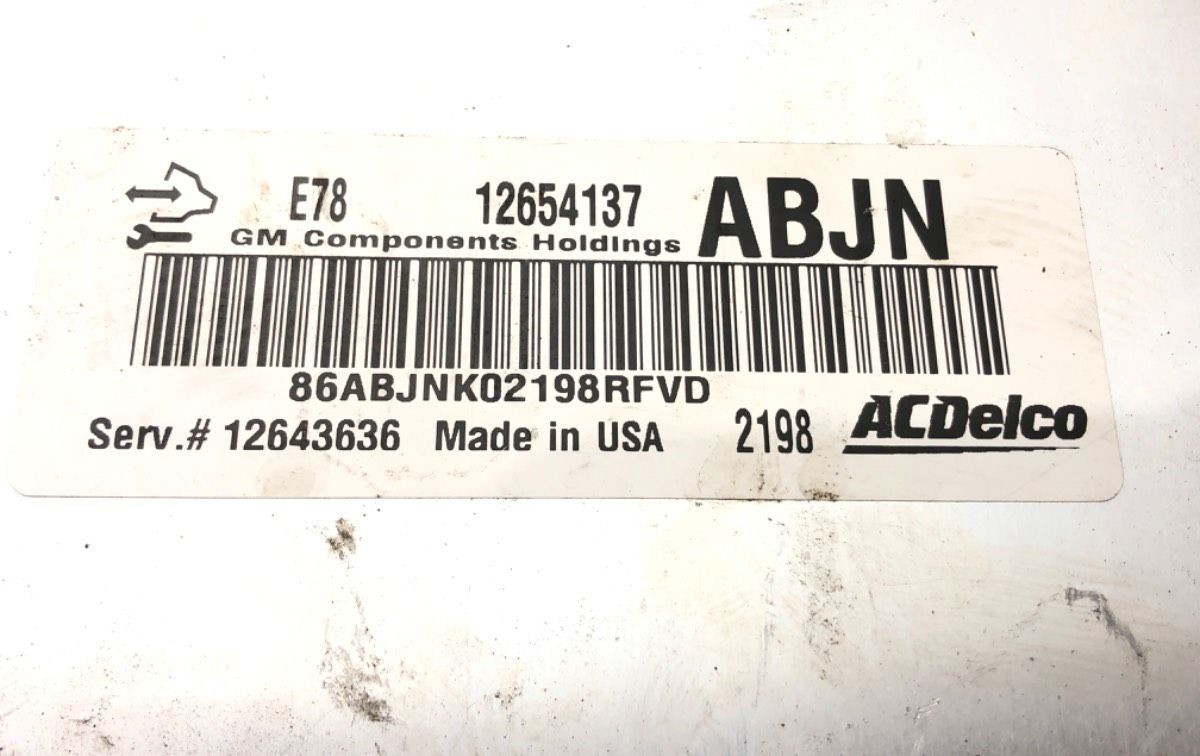 E78 12654137 ABJN
GM Components Holdings
86ABJNK02198RFVD
Serv.# 12643636 Made in USA 2198 ACDelco